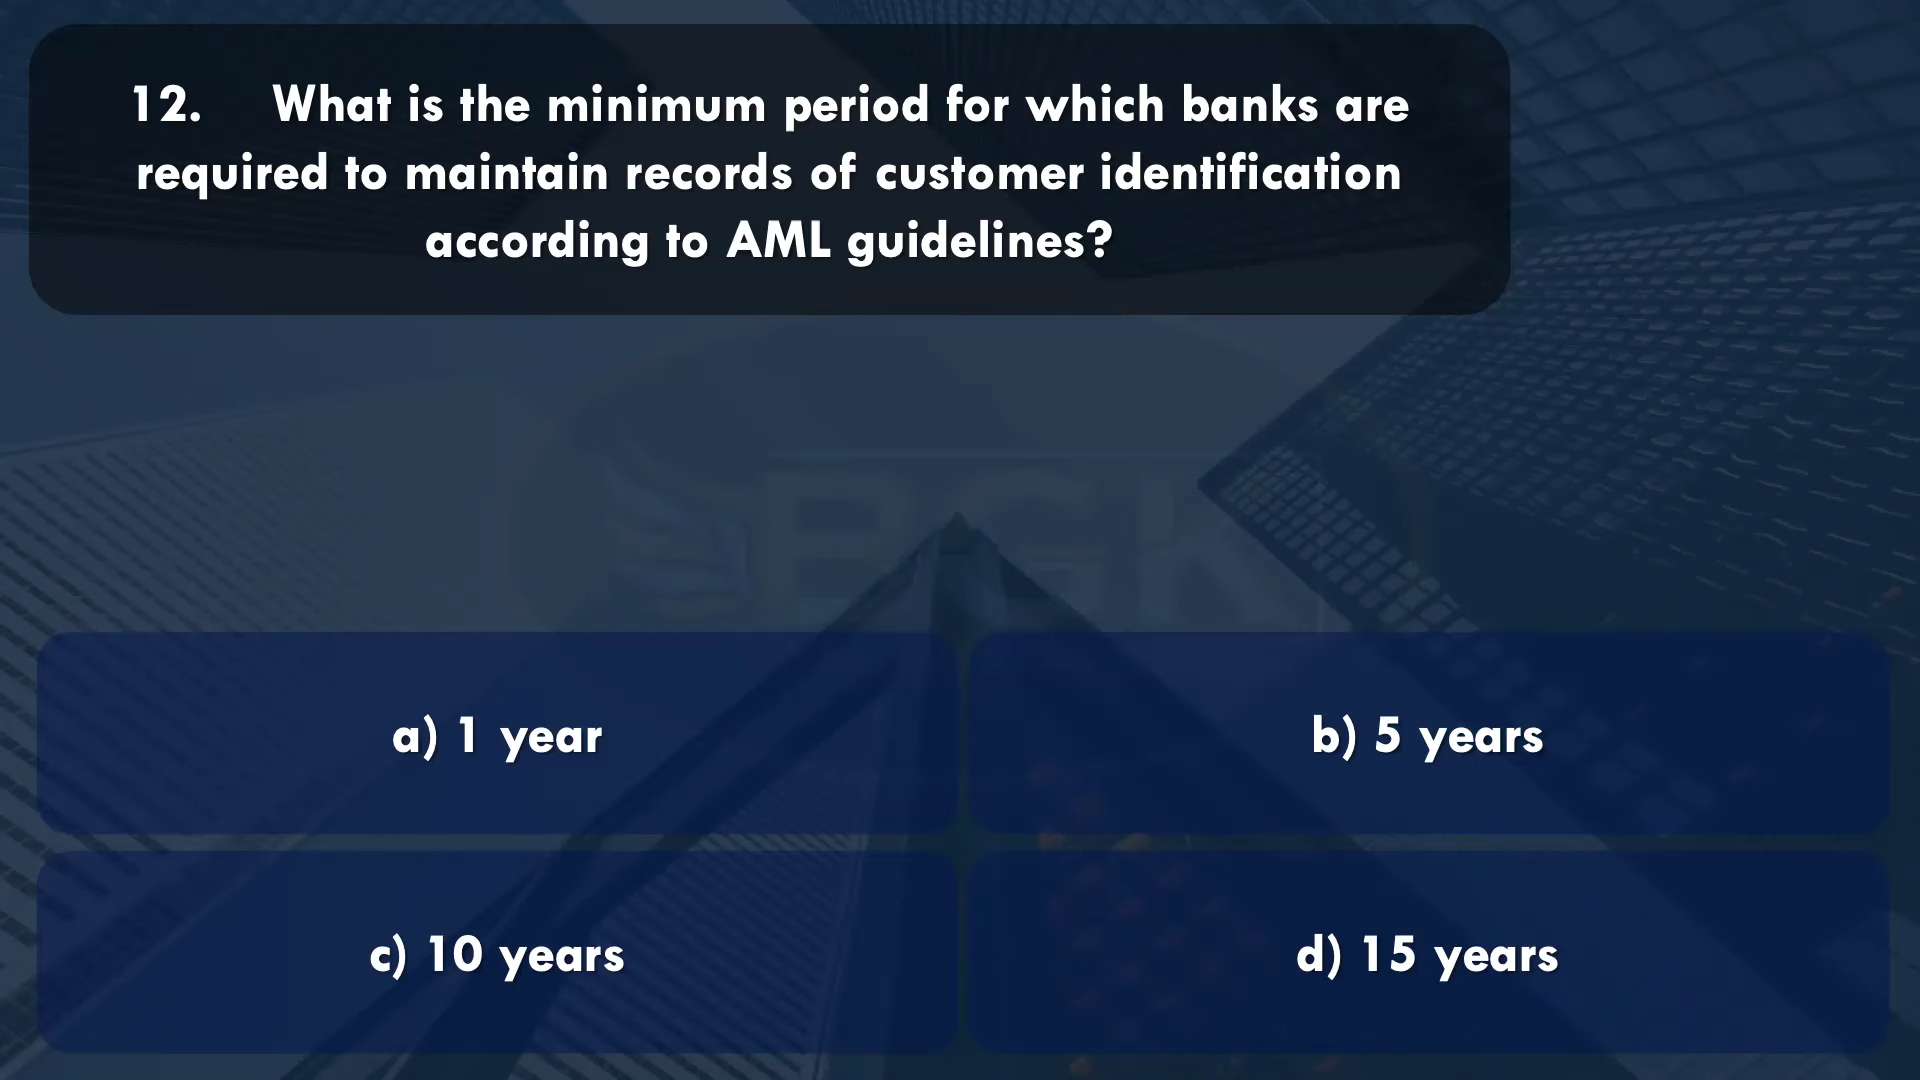 12. What is the minimum period for which banks are
required to maintain records of customer identification
according to AML guidelines?
BGK
a) 1 year
b) 5 years
c) 10 years
d) 15 years